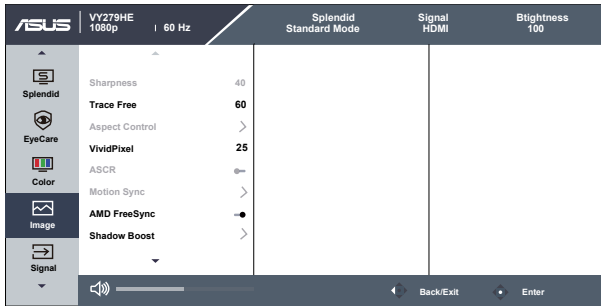 ASUS
VY279HE
1080p
60 Hz
Splendid
Standard Mode
Signal
HDMI
Btightness
100
Splendid
EyeCare
Color
Image
Signal
Sharpness 40
Trace Free 60
Aspect Control
VividPixel 25
ASCR
Motion Sync
AMD FreeSync
Shadow Boost
Back/Exit
Enter